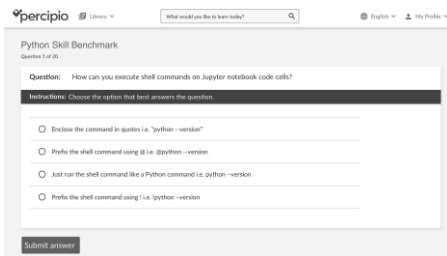 percipio
Library
What would you like to learn today?
English
My Profile
Python Skill Benchmark
Question 1 of 20
Question: How can you execute shell commands on Jupyter notebook code cells?
Instructions: Choose the option that best answers the question.
Enclose the command in quotes i.e. "python --version"
Prefix the shell command using @ i.e. @python --version
Just run the shell command like a Python command i.e. python --version
Prefix the shell command using ! i.e. !python --version
Submit answer